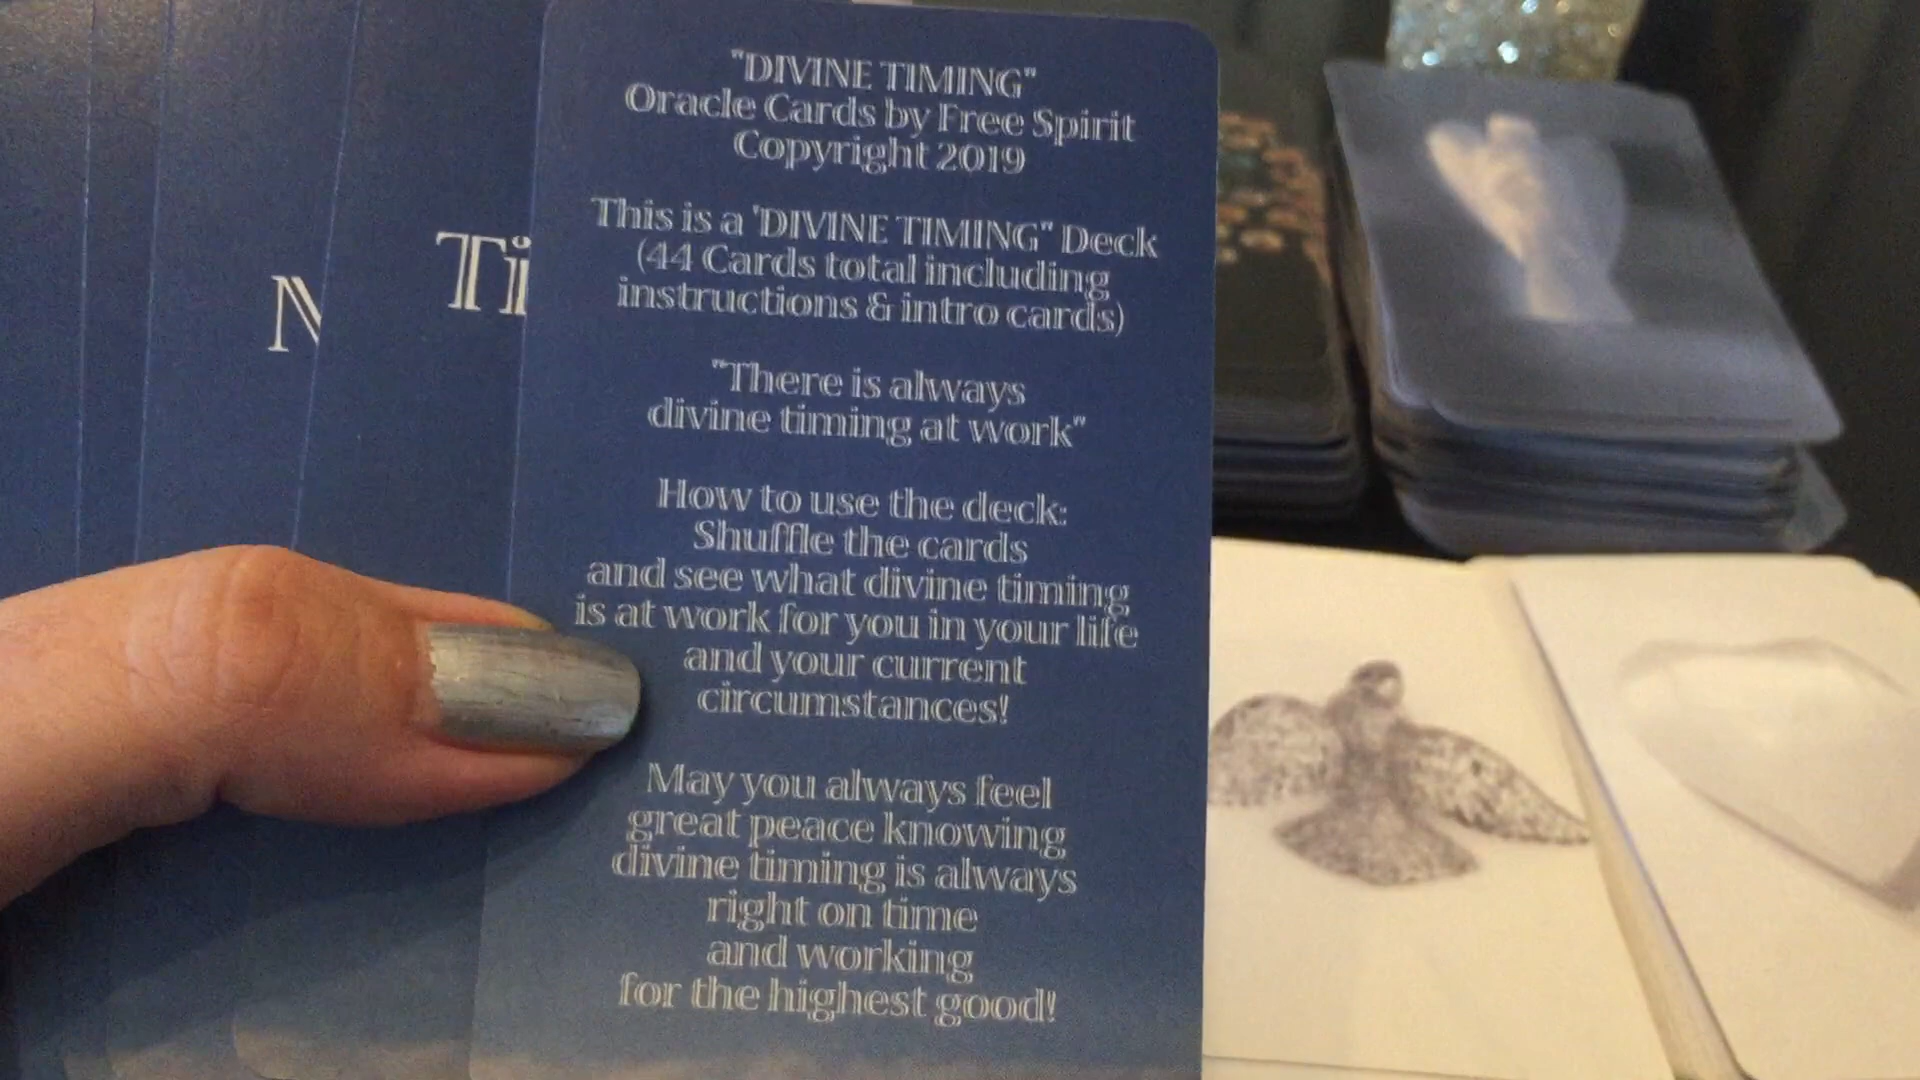 "DIVINE TIMING"
Oracle Cards by Free Spirit
Copyright 2019
This is a 'DIVINE TIMING" Deck
(44 Cards total including
instructions & intro cards)
"There is always
divine timing at work"
How to use the deck:
Shuffle the cards
and see what divine timing
is at work for you in your life
and your current
circumstances!
May you always feel
great peace knowing
divine timing is always
right on time
and working
for the highest good!
N
Ti